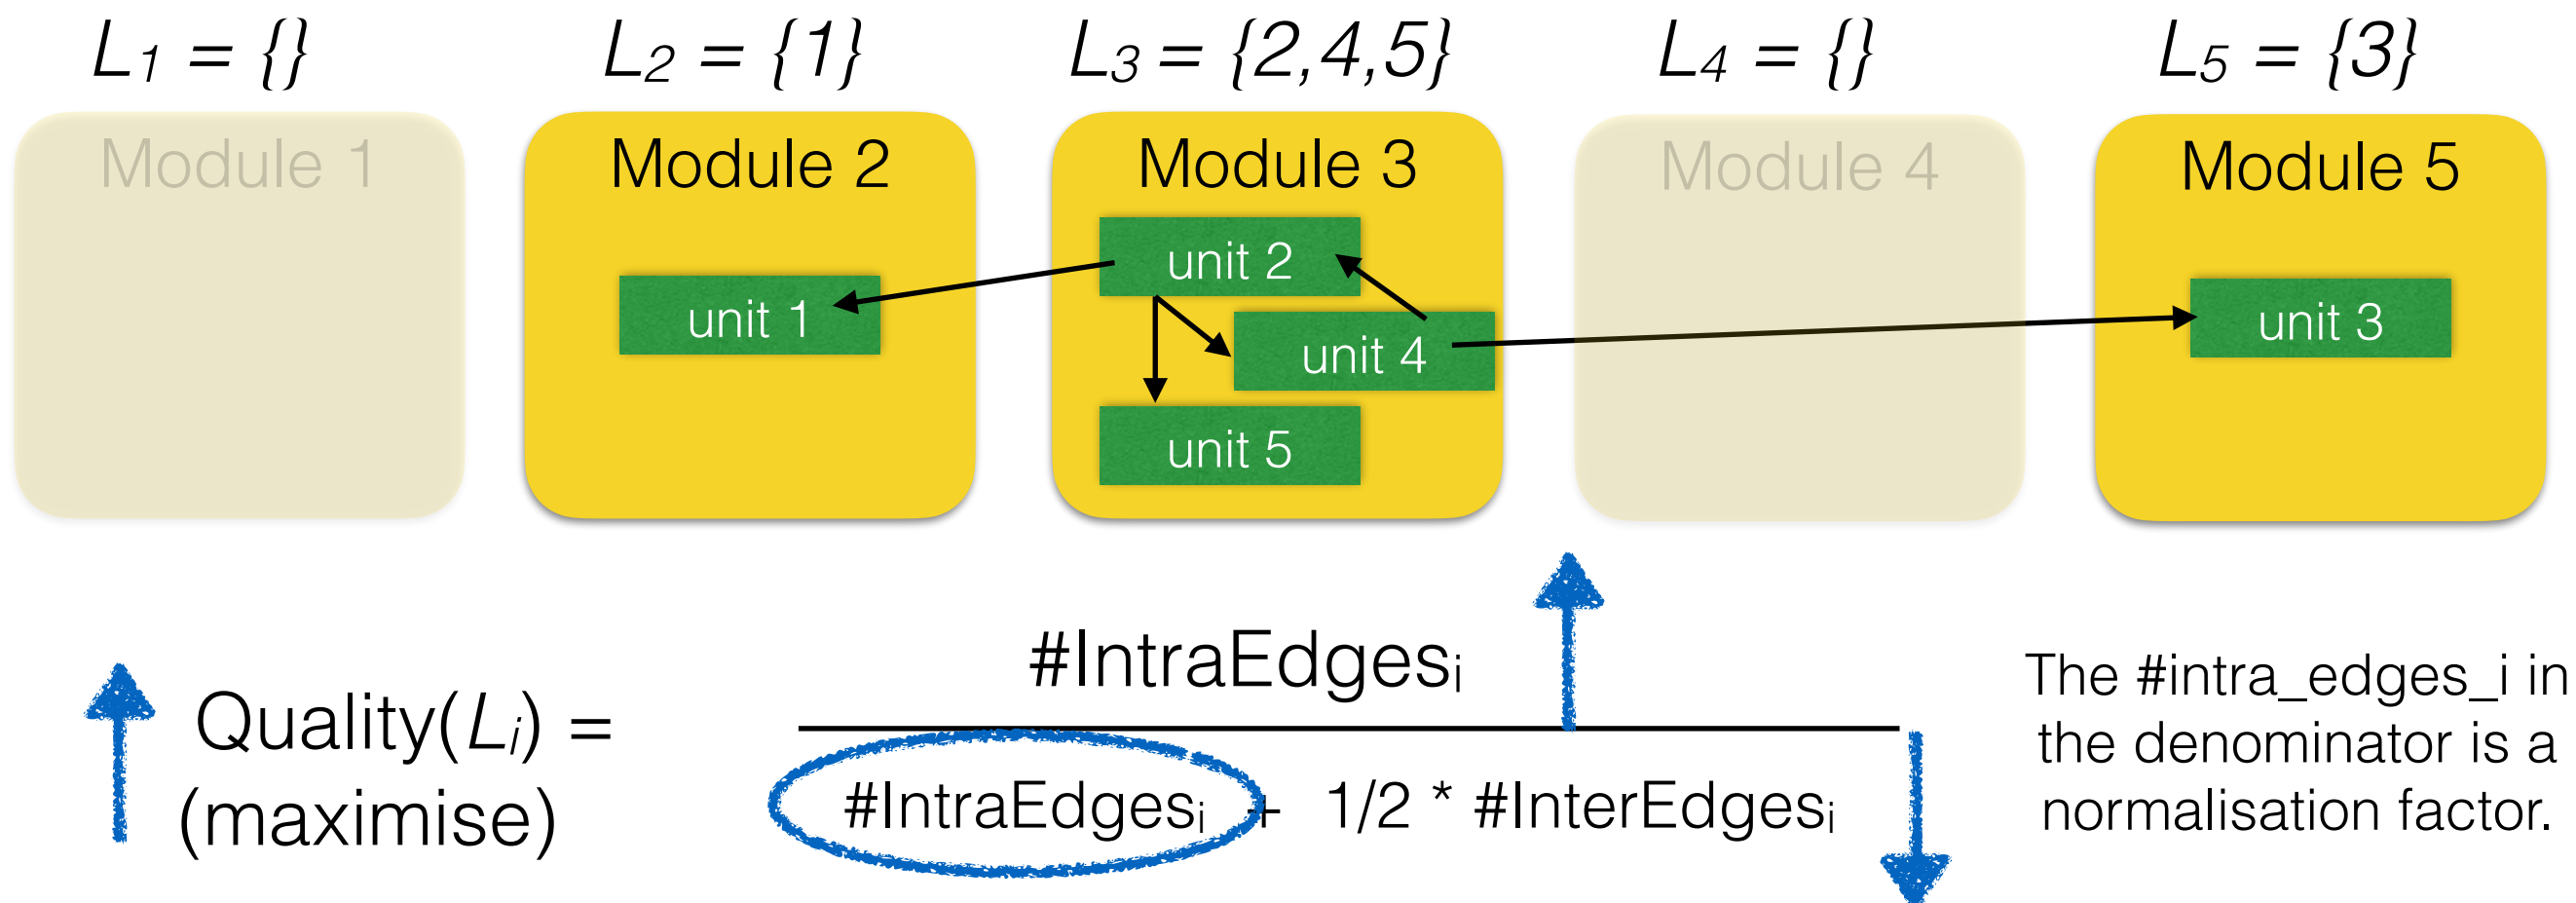 L1 = {} L2 = {1} L3 = {2,4,5} L4 = {} L5 = {3}
Module 1 Module 2 Module 3 Module 4 Module 5
unit 2
unit 1
unit 3
unit 4
unit 5
#IntraEdgesi
Quality(Li) =
(maximise)
#IntraEdgesi + 1/2 * #InterEdgesi
The #intra_edges_i in
the denominator is a
normalisation factor.